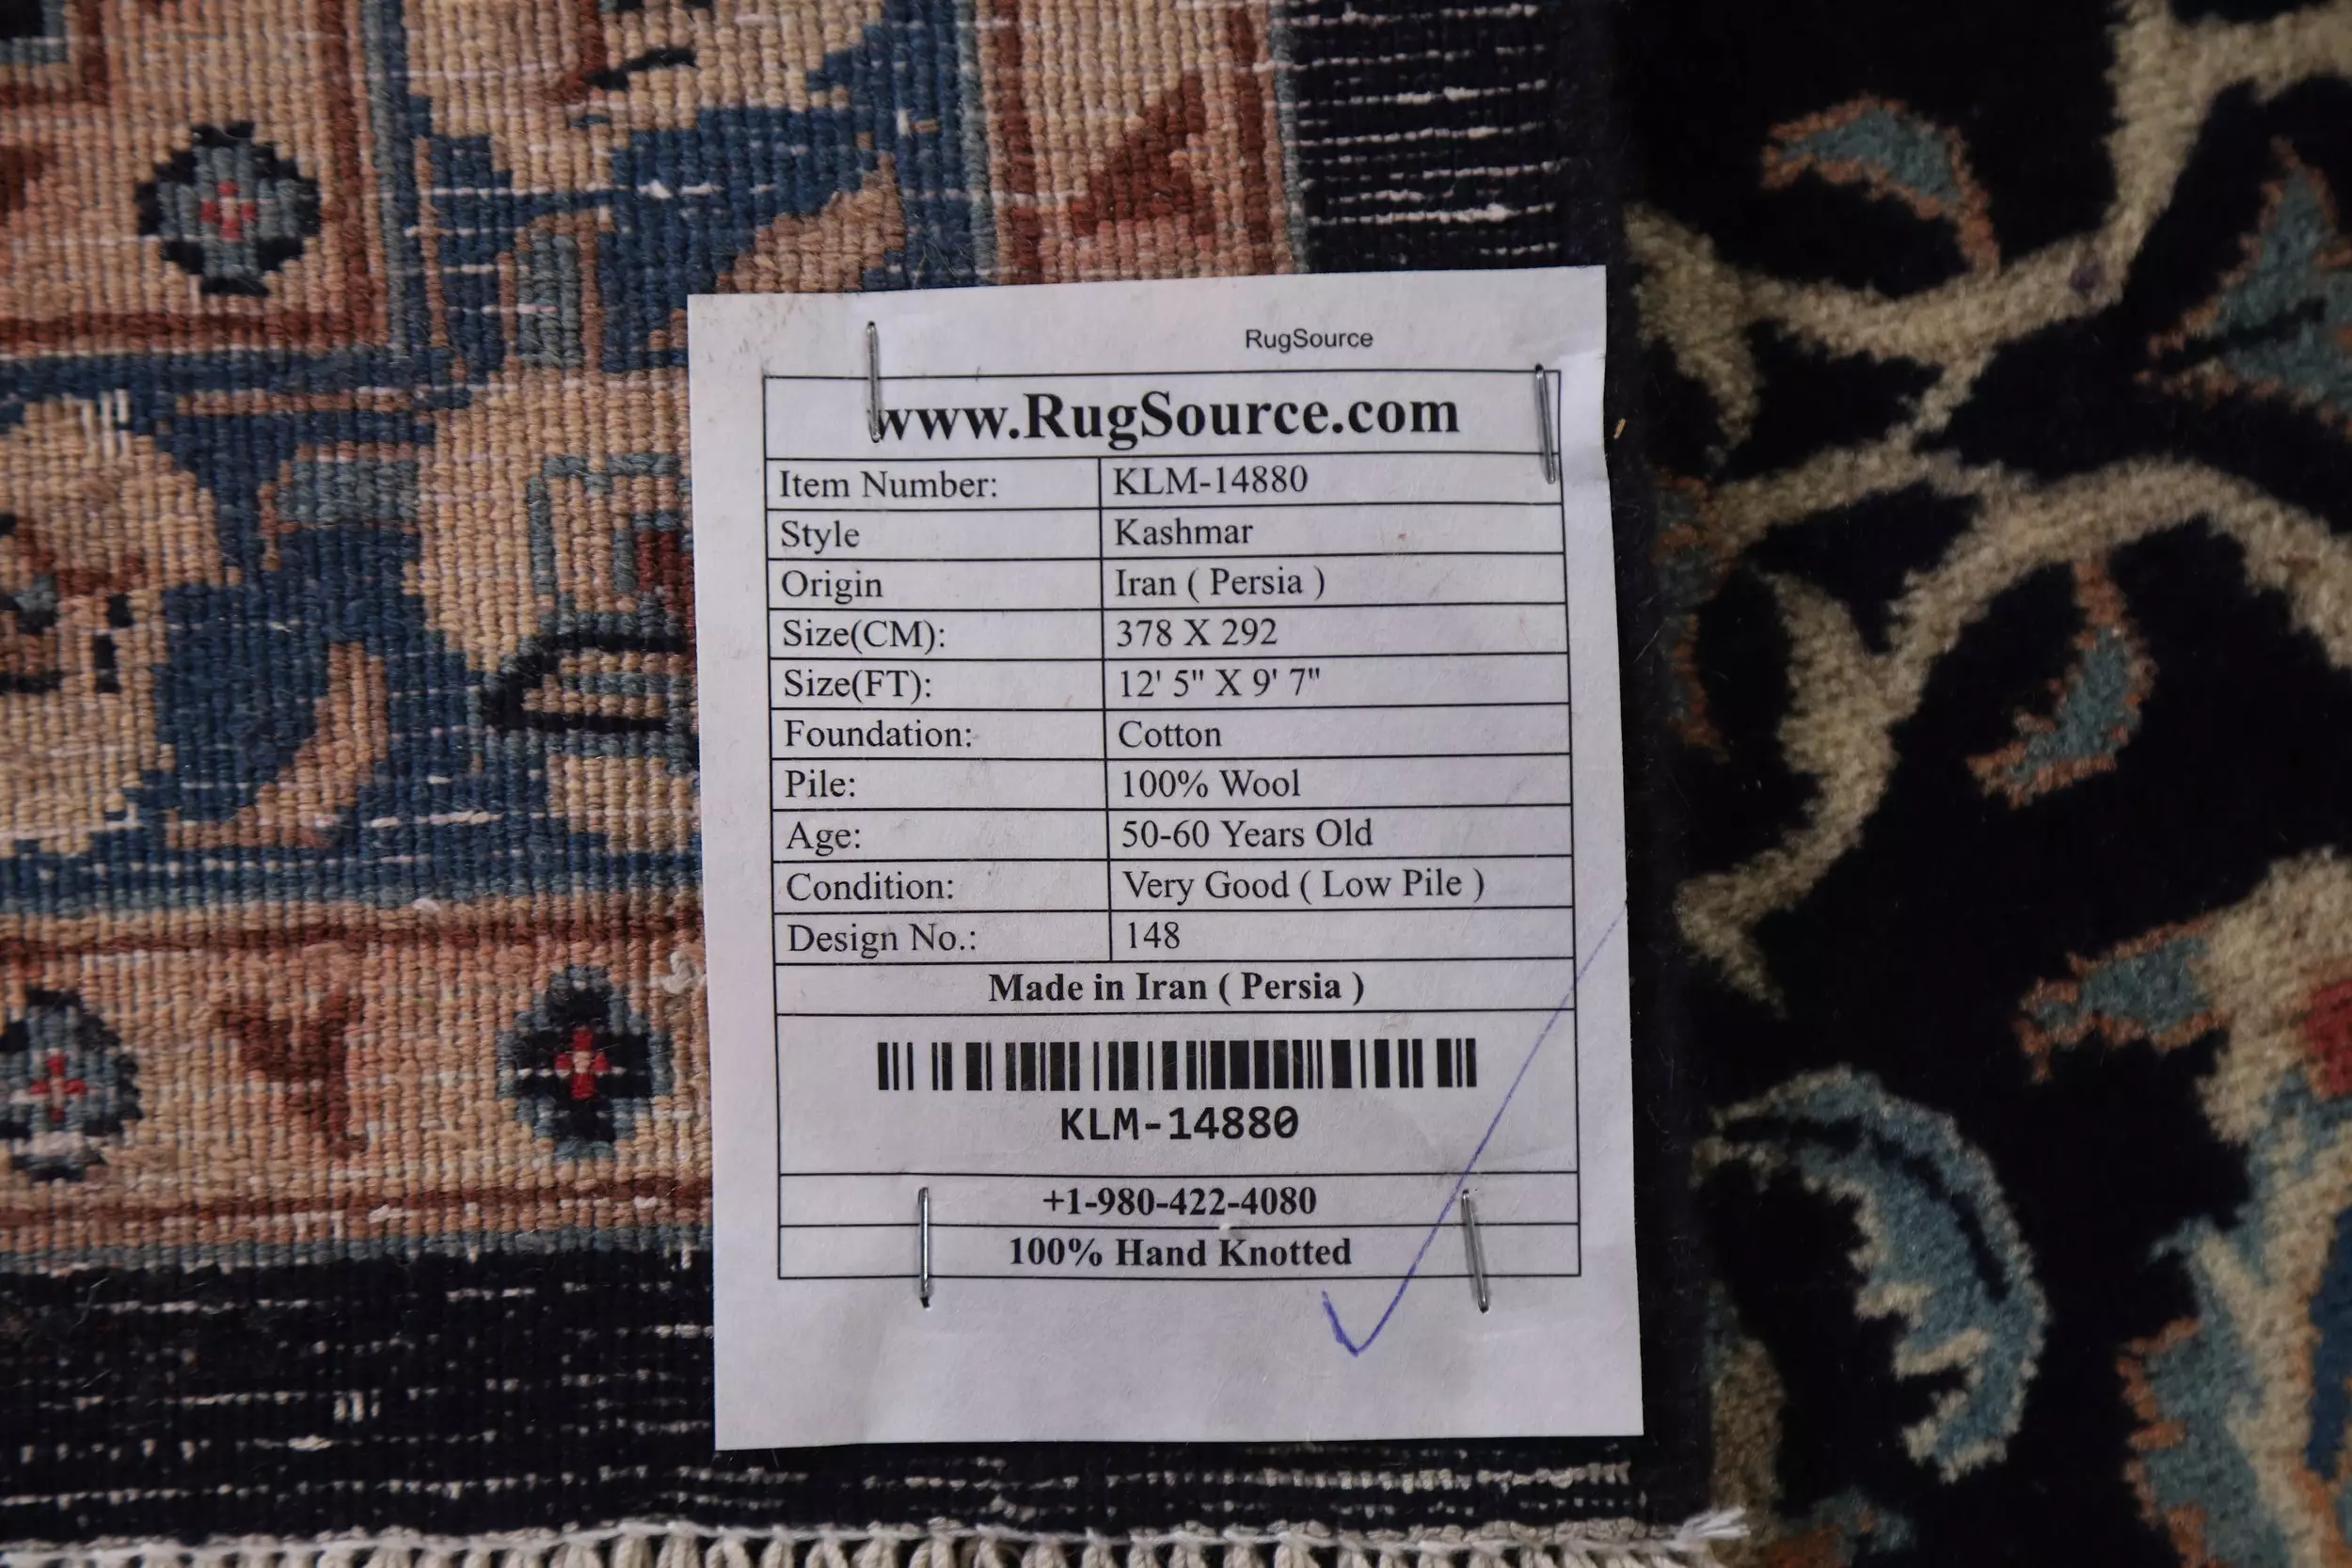 RugSource
www.RugSource.com
Item Number: KLM-14880
Style Kashmar
Origin Iran ( Persia )
Size(CM): 378 X 292
Size(FT): 12' 5" X 9' 7"
Foundation: Cotton
Pile: 100% Wool
Age: 50-60 Years Old
Condition: Very Good ( Low Pile )
Design No.: 148
Made in Iran ( Persia )
KLM-14880
+1-980-422-4080
100% Hand Knotted